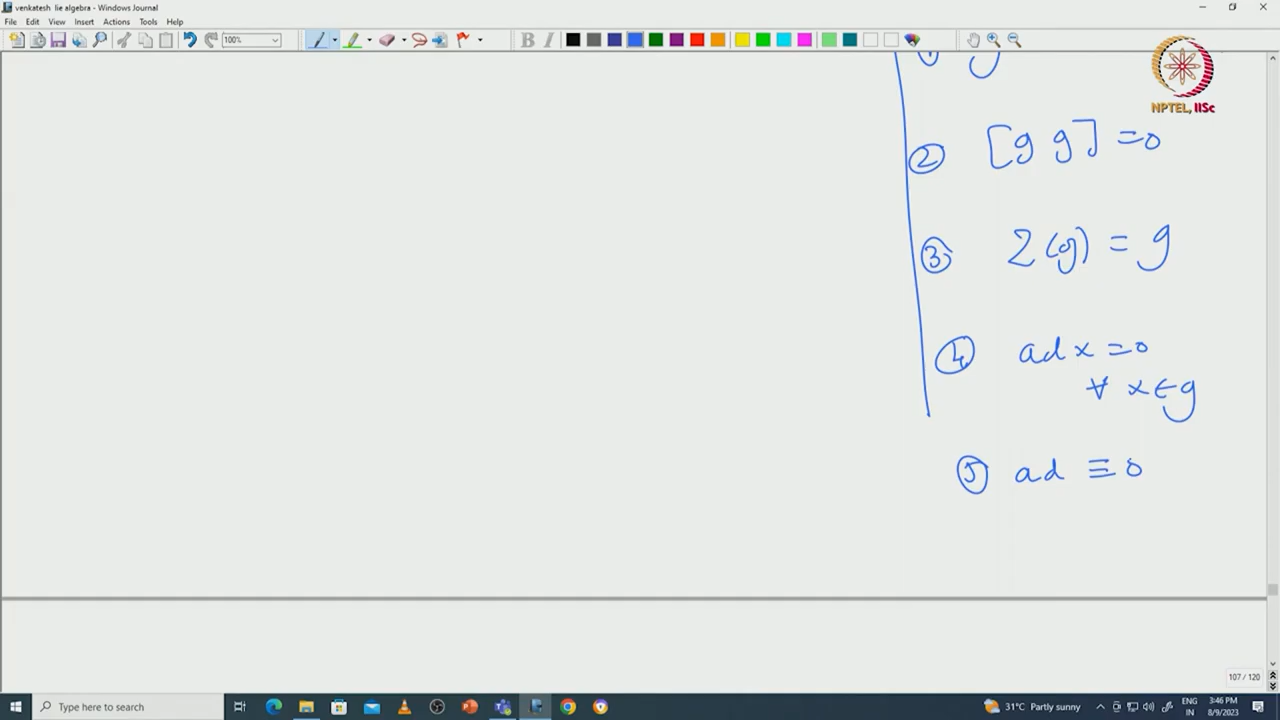 venkatesh lie algebra - Windows Journal
File Edit View Insert Actions Tools Help
100%
B I
NPTEL, IISc
① g
② [g g] = 0
③ Z(g) = g
④ ad x = 0
∀ x ∈ g
⑤ ad ≡ 0
107 / 120
Type here to search
31°C Partly sunny
ENG
IN
3:46 PM
8/9/2023